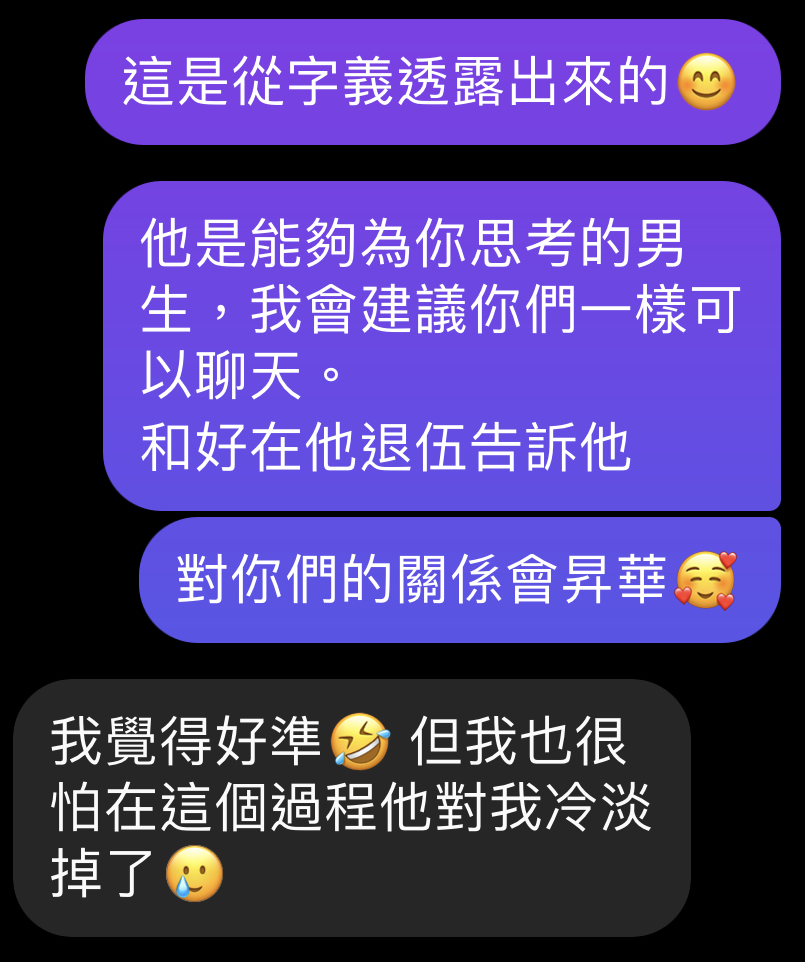 這是從字義透露出來的😊
他是能夠為你思考的男
生，我會建議你們一樣可
以聊天。
和好在他退伍告訴他
對你們的關係會昇華🥰
我覺得好準🤣 但我也很
怕在這個過程他對我冷淡
掉了🥲